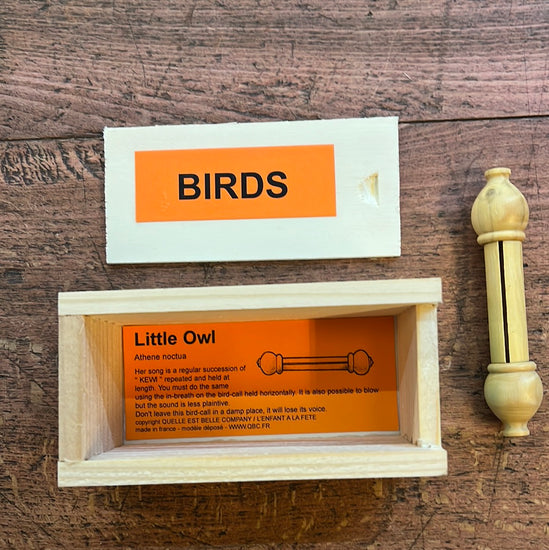 BIRDS
Little Owl
Athene noctua
Her song is a regular succession of
" KEWI " repeated and held at
length. You must do the same
using the in-breath on the bird-call held horizontally. It is also possible to blow
but the sound is less plaintive.
Don't leave this bird-call in a damp place, it will lose its voice.
copyright QUELLE EST BELLE COMPANY / L'ENFANT A LA FETE
made in france - modèle déposé - WWW.QBC.FR